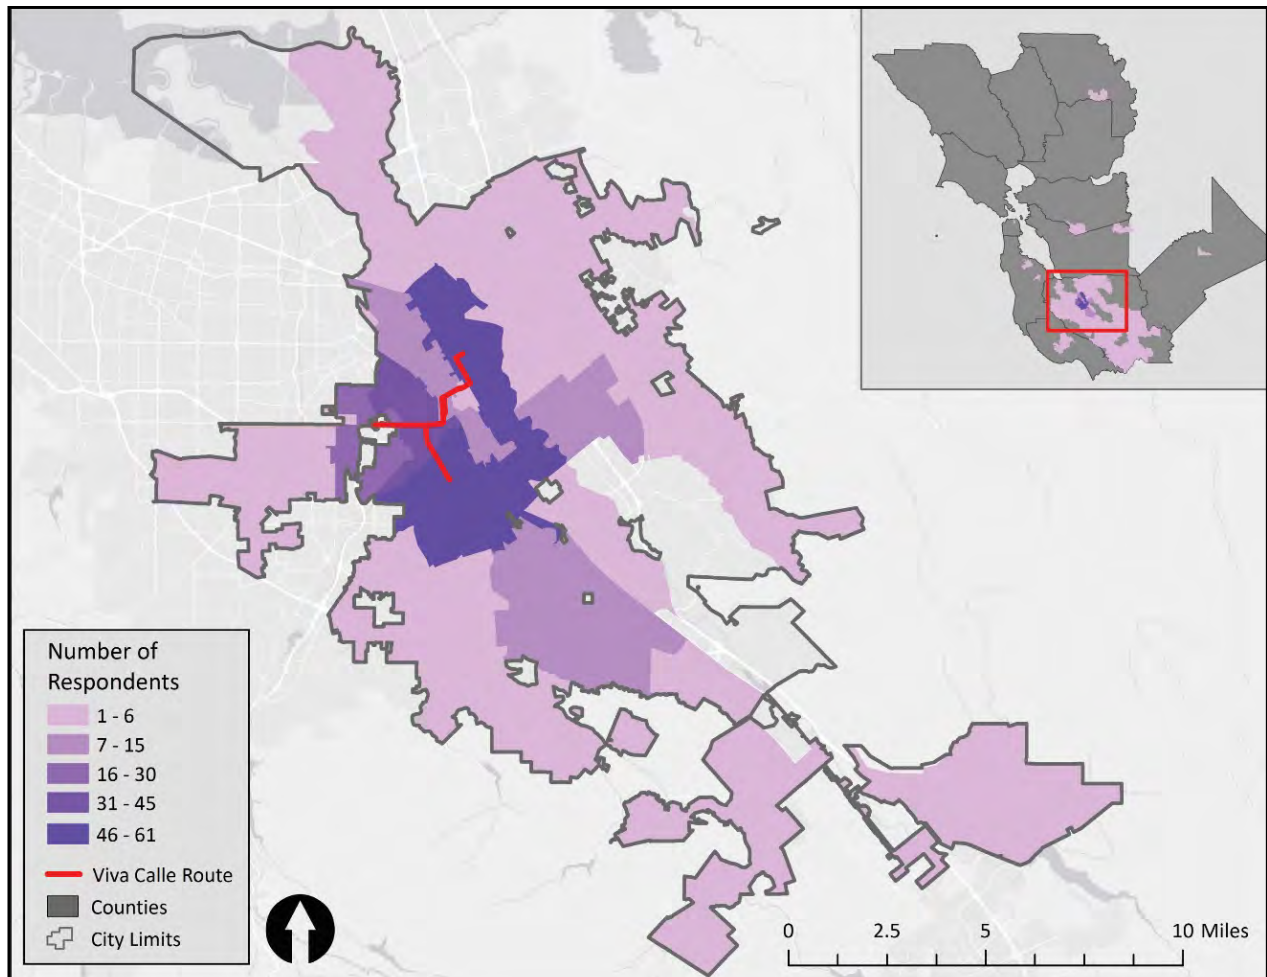 Number of
Respondents
1 - 6
7 - 15
16 - 30
31 - 45
46 - 61
Viva Calle Route
Counties
City Limits
0 2.5 5 10 Miles